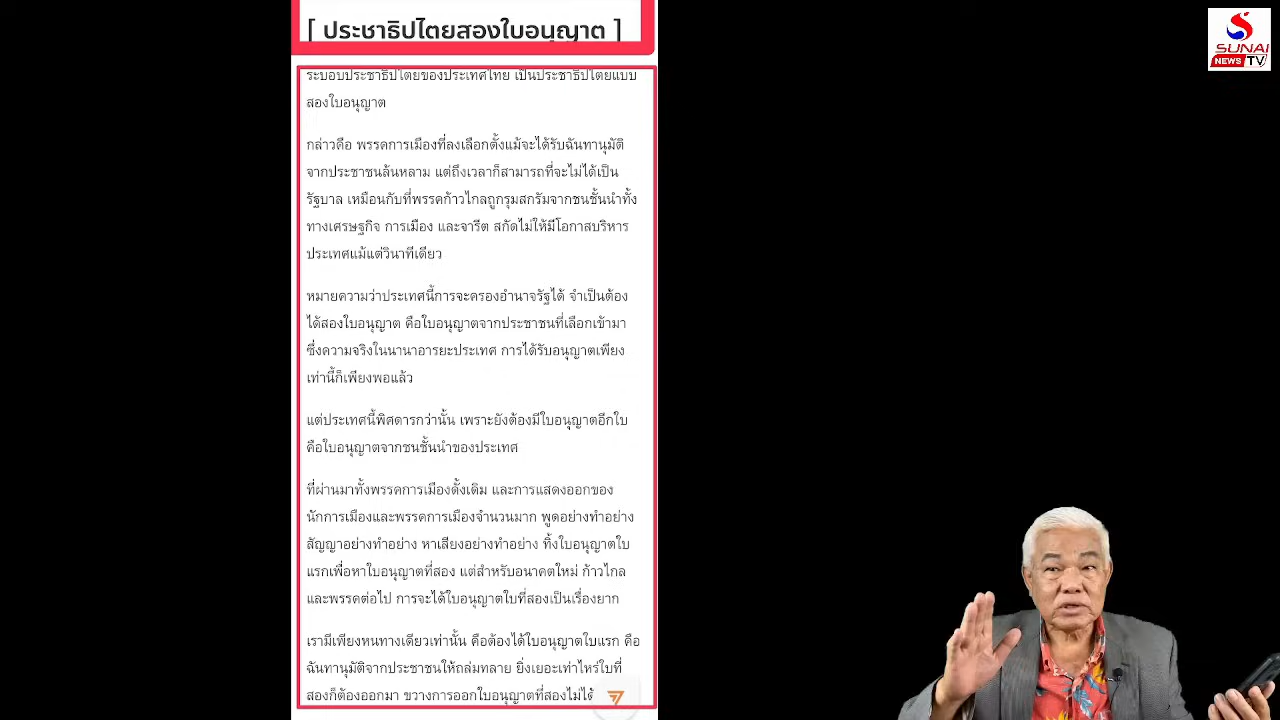 [ ประชาธิปไตยสองใบอนุญาต ]
SUNAI
NEWS TV
ระบอบประชาธิปไตยของประเทศไทย เป็นประชาธิปไตยแบบ
สองใบอนุญาต
กล่าวคือ พรรคการเมืองที่ลงเลือกตั้งแม้จะได้รับฉันทานุมัติ
จากประชาชนล้นหลาม แต่ถึงเวลาก็สามารถที่จะไม่ได้เป็น
รัฐบาล เหมือนกับที่พรรคก้าวไกลถูกรุมสกรัมจากชนชั้นนำทั้ง
ทางเศรษฐกิจ การเมือง และจารีต สกัดไม่ให้มีโอกาสบริหาร
ประเทศแม้แต่วินาทีเดียว
หมายความว่าประเทศนี้การจะครองอำนาจรัฐได้ จำเป็นต้อง
ได้สองใบอนุญาต คือใบอนุญาตจากประชาชนที่เลือกเข้ามา
ซึ่งความจริงในนานาอารยะประเทศ การได้รับอนุญาตเพียง
เท่านี้ก็เพียงพอแล้ว
แต่ประเทศนี้พิศดารกว่านั้น เพราะยังต้องมีใบอนุญาตอีกใบ
คือใบอนุญาตจากชนชั้นนำของประเทศ
ที่ผ่านมาทั้งพรรคการเมืองดั้งเดิม และการแสดงออกของ
นักการเมืองและพรรคการเมืองจำนวนมาก พูดอย่างทำอย่าง
สัญญาอย่างทำอย่าง หาเสียงอย่างทำอย่าง ทิ้งใบอนุญาตใบ
แรกเพื่อหาใบอนุญาตที่สอง แต่สำหรับอนาคตใหม่ ก้าวไกล
และพรรคต่อไป การจะได้ใบอนุญาตใบที่สองเป็นเรื่องยาก
เรามีเพียงหนทางเดียวเท่านั้น คือต้องได้ใบอนุญาตใบแรก คือ
ฉันทานุมัติจากประชาชนให้ถล่มทลาย ยิ่งเยอะเท่าไหร่ใบที่
สองก็ต้องออกมา ขวางการออกใบอนุญาตที่สองไม่ได้